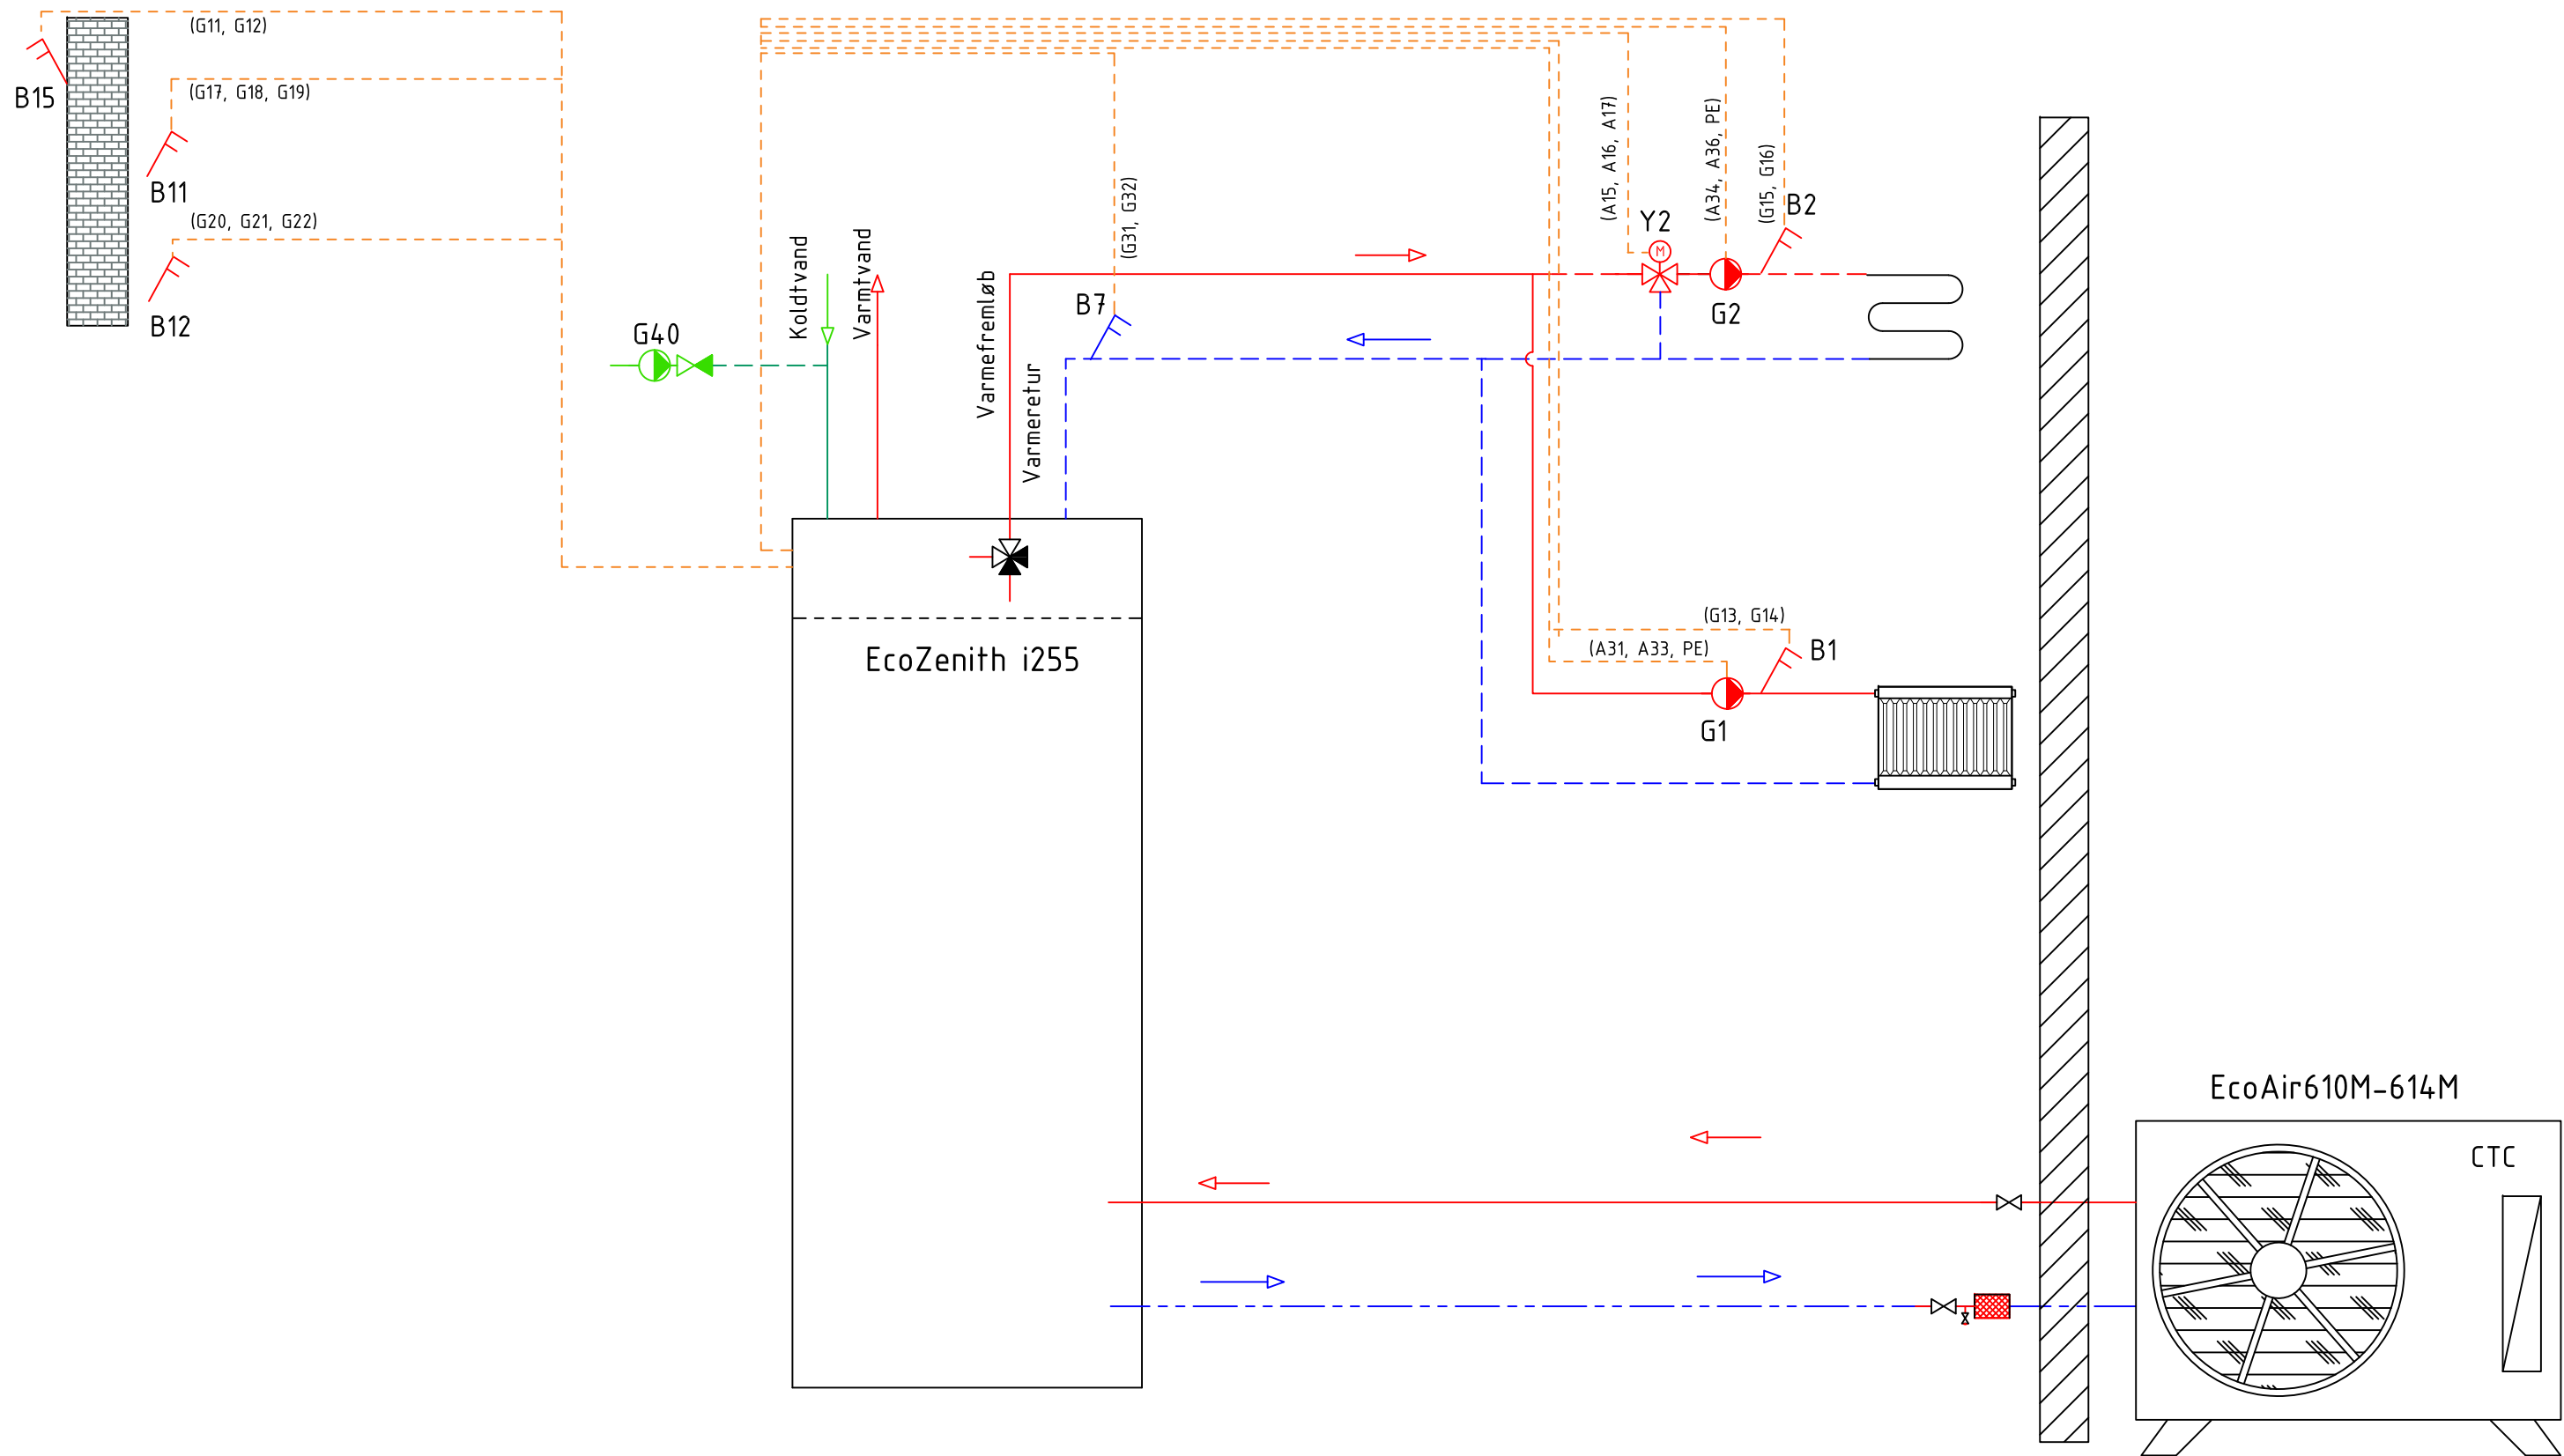 (G11, G12)
B15
(G17, G18, G19)
B11
(G20, G21, G22)
B12
G40
Koldtvand
Varmtvand
Varmefremløb
Varmeretur
B7
(G31, G32)
(A15, A16, A17)
(A34, A36, PE)
(G15, G16)
Y2
M
B2
G2
EcoZenith i255
(G13, G14)
(A31, A33, PE)
B1
G1
EcoAir610M-614M
CTC